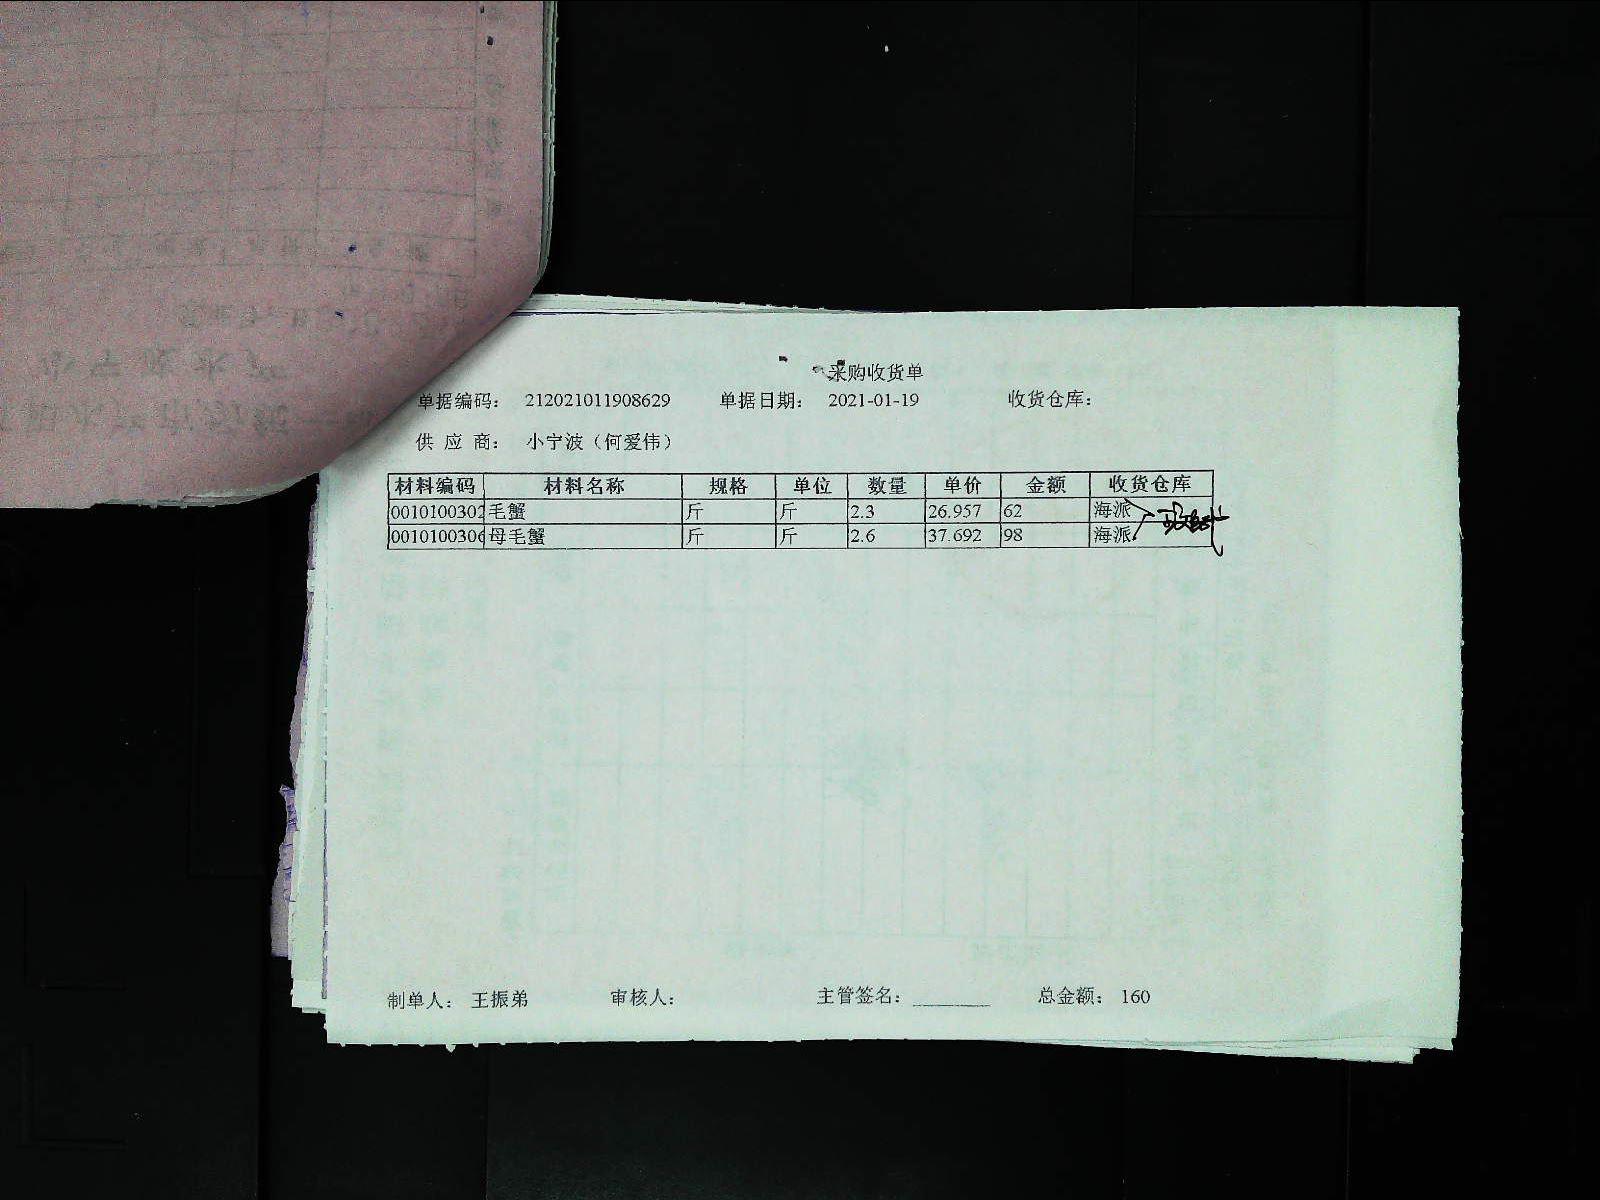 采购收货单
单据编码： 212021011908629 单据日期： 2021-01-19 收货仓库：
供 应 商： 小宁波（何爱伟）
材料编码 材料名称 规格 单位 数量 单价 金额 收货仓库
0010100302 毛蟹 斤 斤 2.3 26.957 62 海派
0010100306 母毛蟹 斤 斤 2.6 37.692 98 海派
制单人： 王振弟 审核人： 主管签名： 总金额： 160